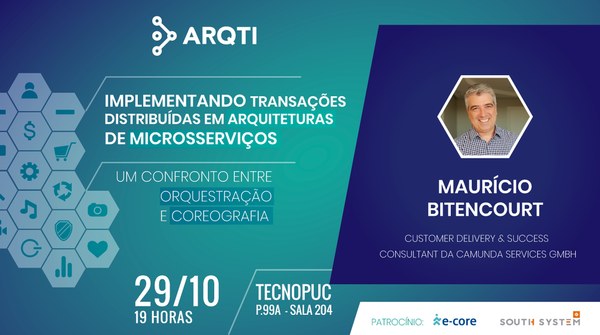 ARQTI
IMPLEMENTANDO TRANSAÇÕES
DISTRIBUÍDAS EM ARQUITETURAS
DE MICROSSERVIÇOS
UM CONFRONTO ENTRE
ORQUESTRAÇÃO
E COREOGRAFIA
29/10
19 HORAS
TECNOPUC
P.99A - SALA 204
MAURÍCIO
BITENCOURT
CUSTOMER DELIVERY & SUCCESS
CONSULTANT DA CAMUNDA SERVICES GMBH
PATROCÍNIO: e-core SOUTH SYSTEM